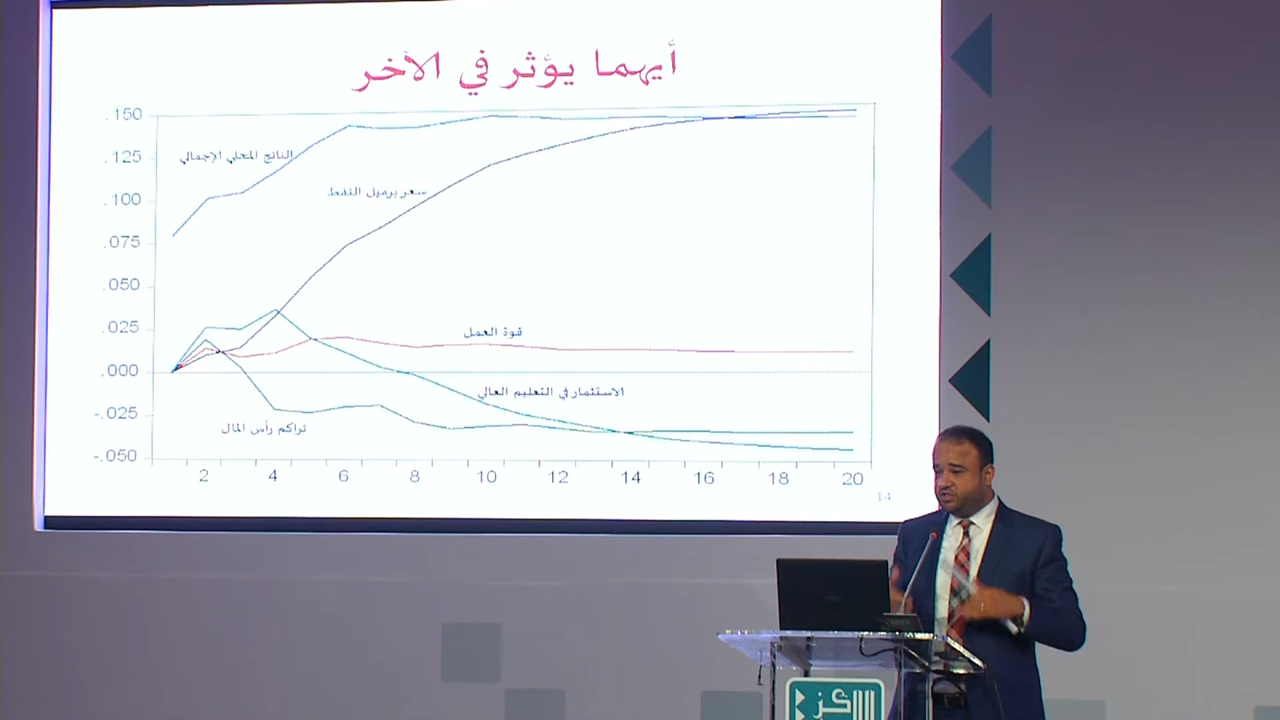 أيهما يؤثر في الآخر
.150
.125
.100
.075
.050
.025
.000
-.025
-.050
الناتج المحلي الإجمالي
سعر برميل النفط
قوة العمل
الاستثمار في التعليم العالي
تراكم رأس المال
2 4 6 8 10 12 14 16 18 20
14